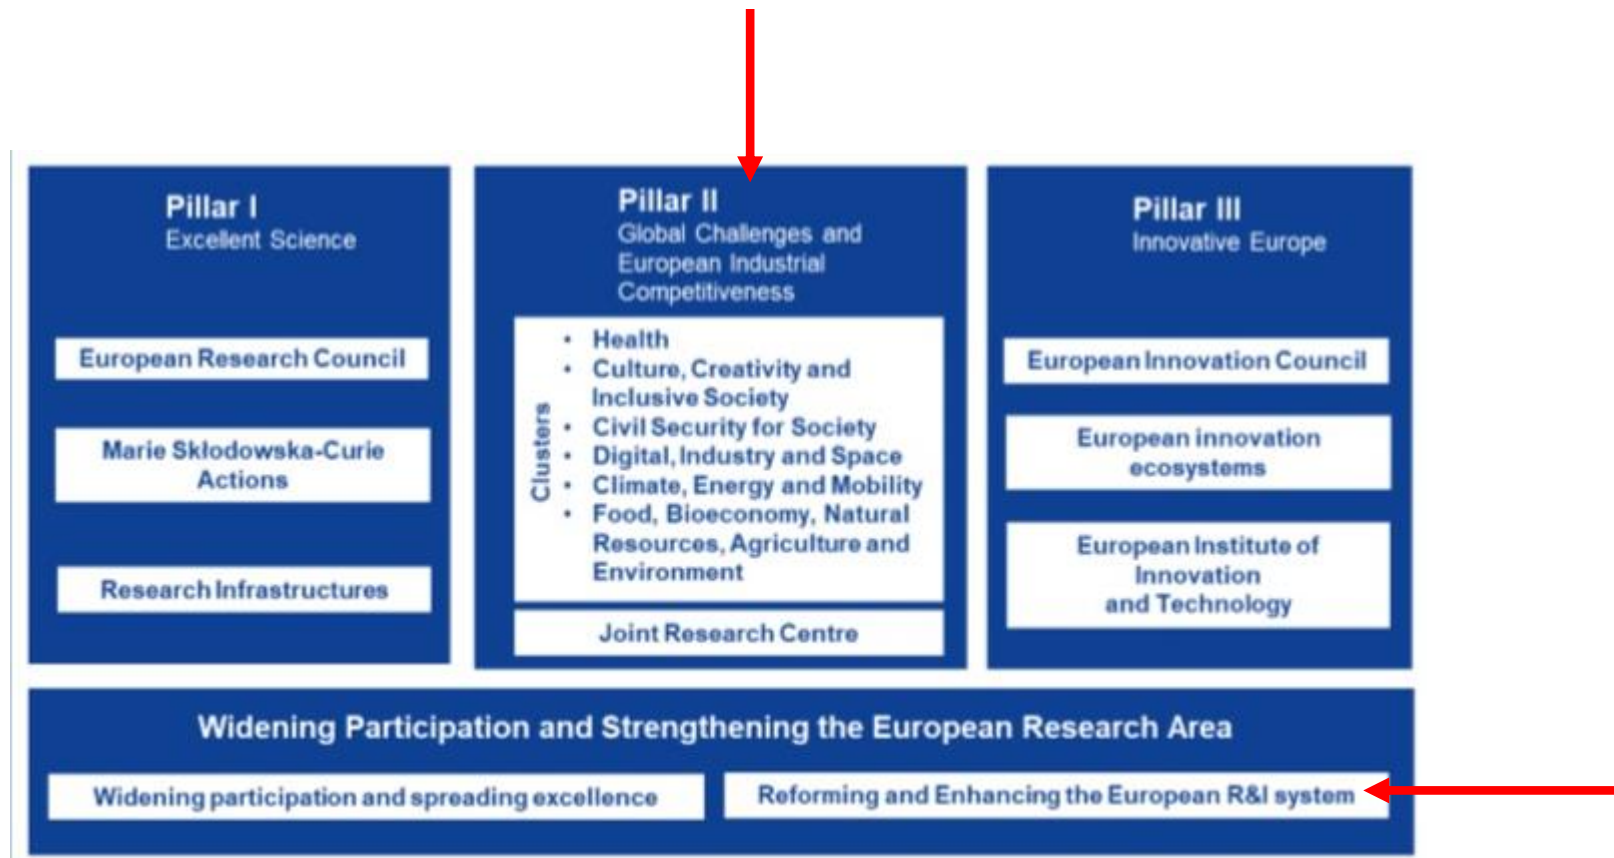 Pillar I
Excellent Science
European Research Council
Marie Skłodowska-Curie
Actions
Research Infrastructures
Pillar II
Global Challenges and
European Industrial
Competitiveness
Clusters
• Health
• Culture, Creativity and
Inclusive Society
• Civil Security for Society
• Digital, Industry and Space
• Climate, Energy and Mobility
• Food, Bioeconomy, Natural
Resources, Agriculture and
Environment
Joint Research Centre
Pillar III
Innovative Europe
European Innovation Council
European innovation
ecosystems
European Institute of
Innovation
and Technology
Widening Participation and Strengthening the European Research Area
Widening participation and spreading excellence
Reforming and Enhancing the European R&I system